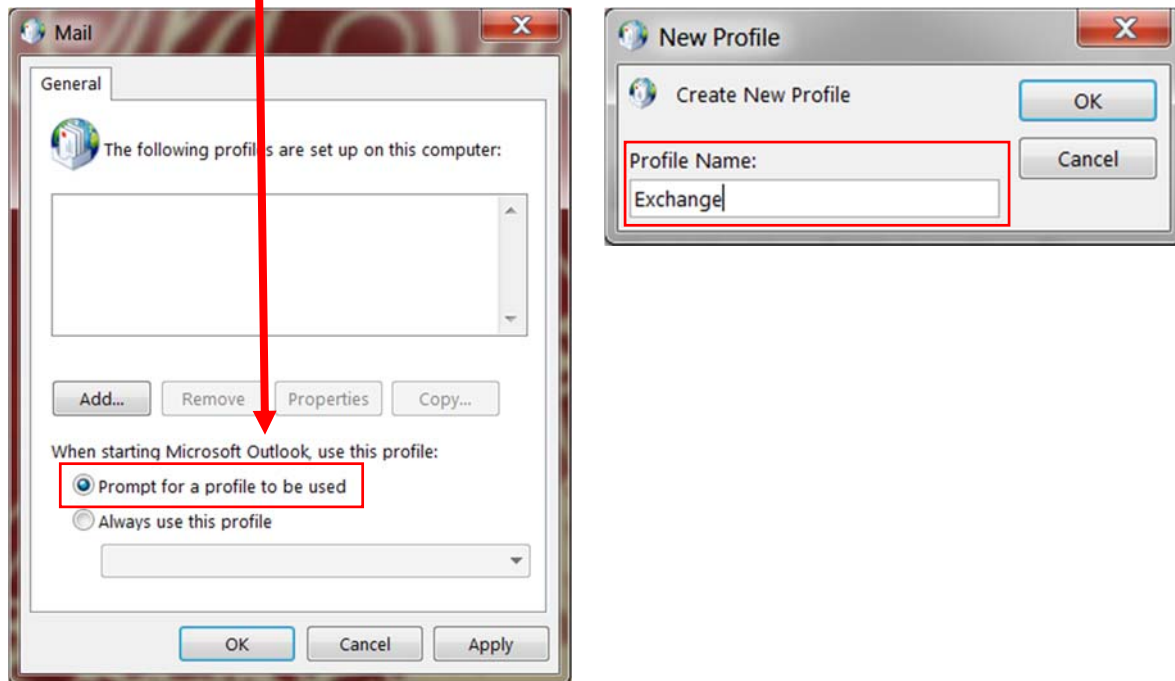 Mail
General
The following profiles are set up on this computer:
Add...
Remove
Properties
Copy...
When starting Microsoft Outlook, use this profile:
Prompt for a profile to be used
Always use this profile
OK
Cancel
Apply
New Profile
Create New Profile
OK
Profile Name:
Cancel
Exchange